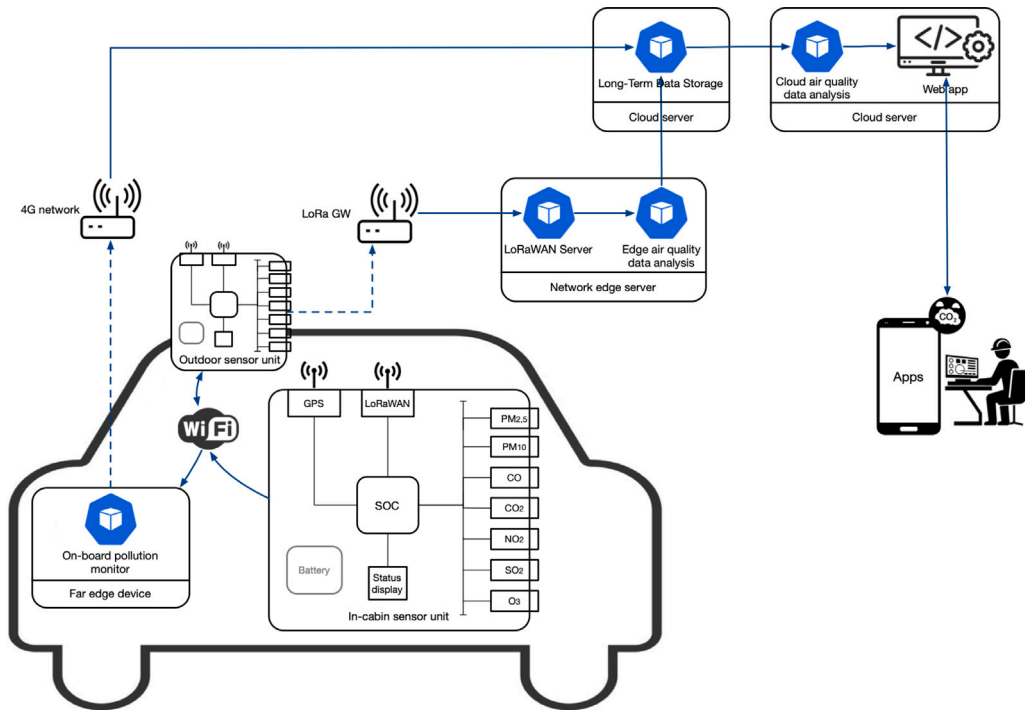 Long-Term Data Storage
Cloud server
Cloud air quality
data analysis
</>
Web app
Cloud server
4G network
LoRa GW
LoRaWAN Server
Edge air quality
data analysis
Network edge server
Outdoor sensor unit
WiFi
GPS
LoRaWAN
SOC
Battery
Status
display
PM2,5
PM10
CO
CO2
NO2
SO2
O3
In-cabin sensor unit
On-board pollution
monitor
Far edge device
CO2
Apps